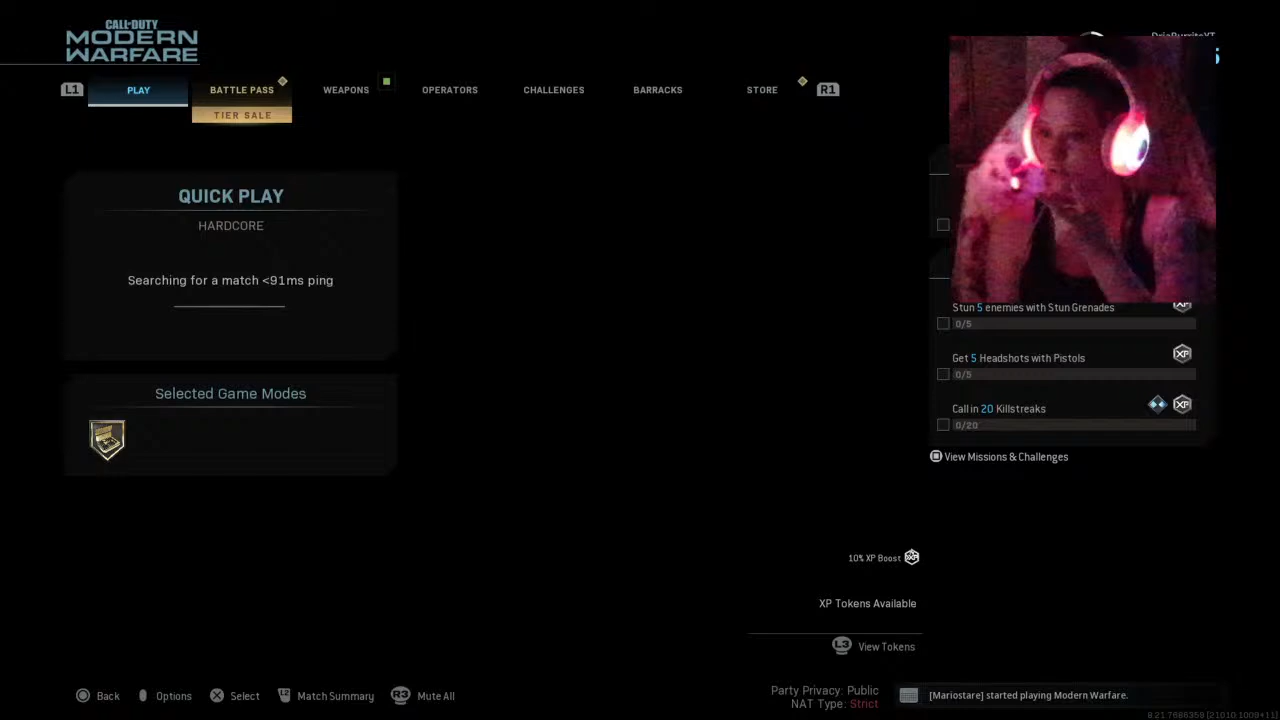 CALL OF DUTY
MODERN
WARFARE
L1
PLAY
BATTLE PASS
TIER SALE
WEAPONS
OPERATORS
CHALLENGES
BARRACKS
STORE
R1
QUICK PLAY
HARDCORE
Searching for a match <91ms ping
Selected Game Modes
Stun 5 enemies with Stun Grenades
XP
0/5
Get 5 Headshots with Pistols
XP
0/5
Call in 20 Killstreaks
XP
0/20
View Missions & Challenges
10% XP Boost
XP Tokens Available
L3 View Tokens
Back
Options
Select
L2 Match Summary
R3 Mute All
Party Privacy: Public
NAT Type: Strict
[Mariostare] started playing Modern Warfare.